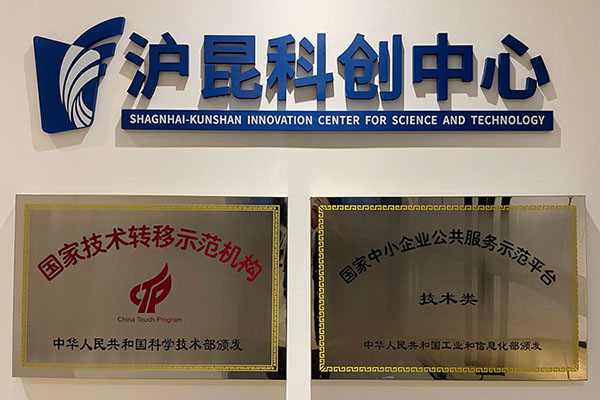 沪昆科创中心
SHAGNHAI-KUNSHAN INNOVATION CENTER FOR SCIENCE AND TECHNOLOGY
国家技术转移示范机构
CTP
China Touch Program
中华人民共和国科学技术部颁发
国家中小企业公共服务示范平台
技术类
中华人民共和国工业和信息化部颁发